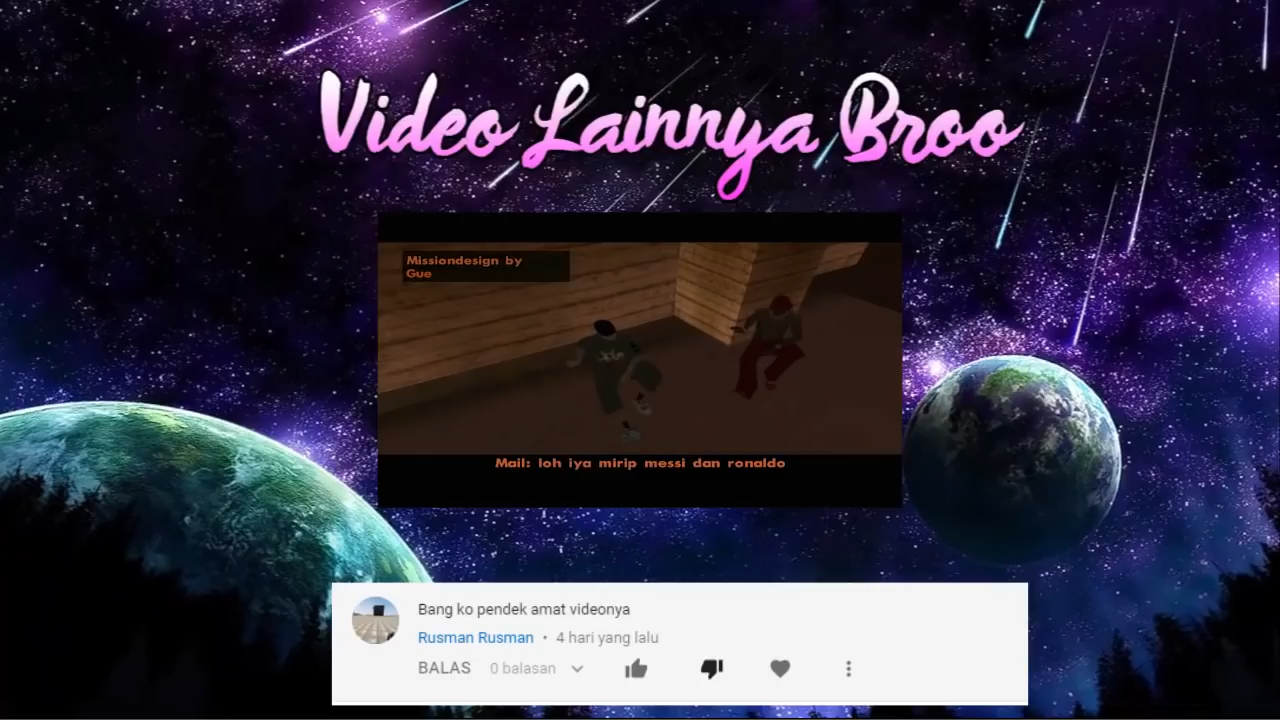 Video Lainnya Broo
Missiondesign by
Gue
Mail: loh iya mirip messi dan ronaldo
Bang ko pendek amat videonya
Rusman Rusman • 4 hari yang lalu
BALAS 0 balasan